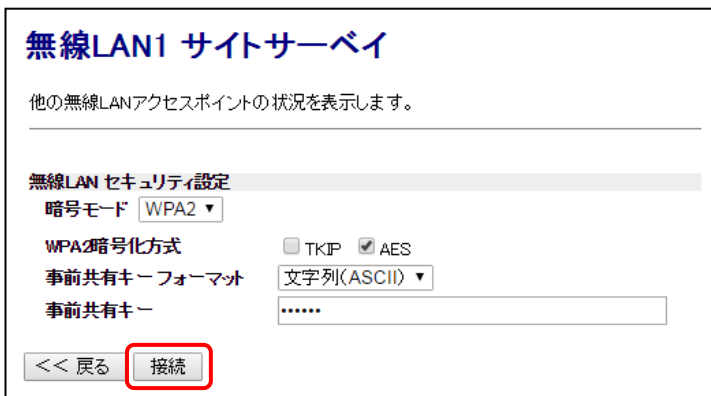 無線LAN1 サイトサーベイ
他の無線LANアクセスポイントの状況を表示します。
無線LAN セキュリティ設定
暗号モード WPA2 ▼
WPA2暗号化方式 TKIP AES
事前共有キーフォーマット 文字列(ASCII) ▼
事前共有キー ••••••
<< 戻る 接続